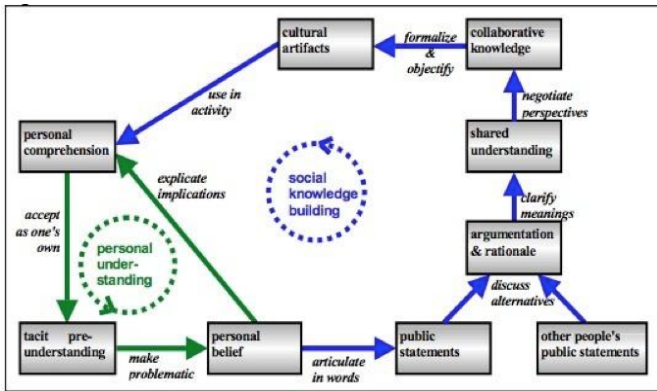 cultural
artifacts
formalize
&
objectify
collaborative
knowledge
use in
activity
negotiate
perspectives
personal
comprehension
shared
understanding
explicate
implications
social
knowledge
building
accept
as one's
own
clarify
meanings
personal
under-
standing
argumentation
& rationale
discuss
alternatives
tacit pre-
understanding
make
problematic
personal
belief
articulate
in words
public
statements
other people's
public statements